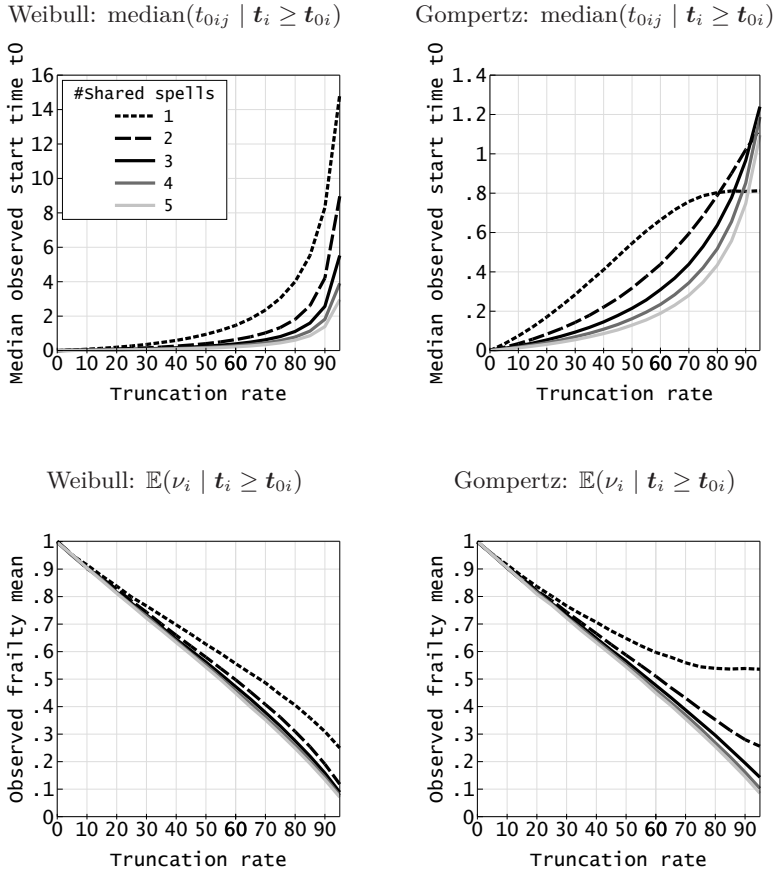 Weibull: median(t₀ᵢⱼ | tᵢ ≥ t₀ᵢ)
Median observed start time t0
16
14
12
10
8
6
4
2
0
#Shared spells
1
2
3
4
5
0 10 20 30 40 50 60 70 80 90
Truncation rate
Gompertz: median(t₀ᵢⱼ | tᵢ ≥ t₀ᵢ)
Median observed start time t0
1.4
1.2
1
.8
.6
.4
.2
0
0 10 20 30 40 50 60 70 80 90
Truncation rate
Weibull: 𝔼(νᵢ | tᵢ ≥ t₀ᵢ)
Observed frailty mean
1
.9
.8
.7
.6
.5
.4
.3
.2
.1
0
0 10 20 30 40 50 60 70 80 90
Truncation rate
Gompertz: 𝔼(νᵢ | tᵢ ≥ t₀ᵢ)
Observed frailty mean
1
.9
.8
.7
.6
.5
.4
.3
.2
.1
0
0 10 20 30 40 50 60 70 80 90
Truncation rate